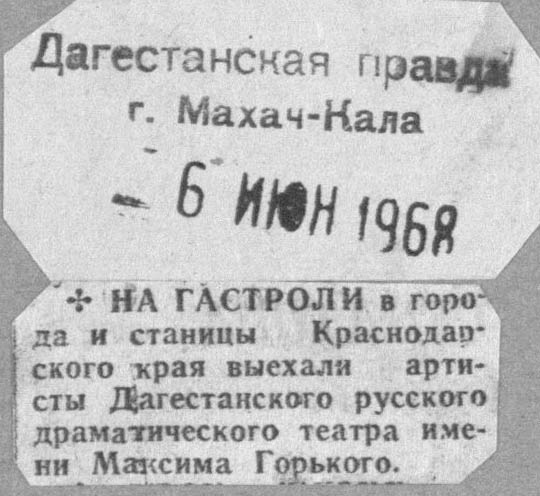 Дагестанская правда
г. Махач-Кала
- 6 ИЮН 1968
✢ НА ГАСТРОЛИ в горо-
да и станицы Краснодар-
ского края выехали арти-
сты Дагестанского русского
драматического театра име-
ни Максима Горького.